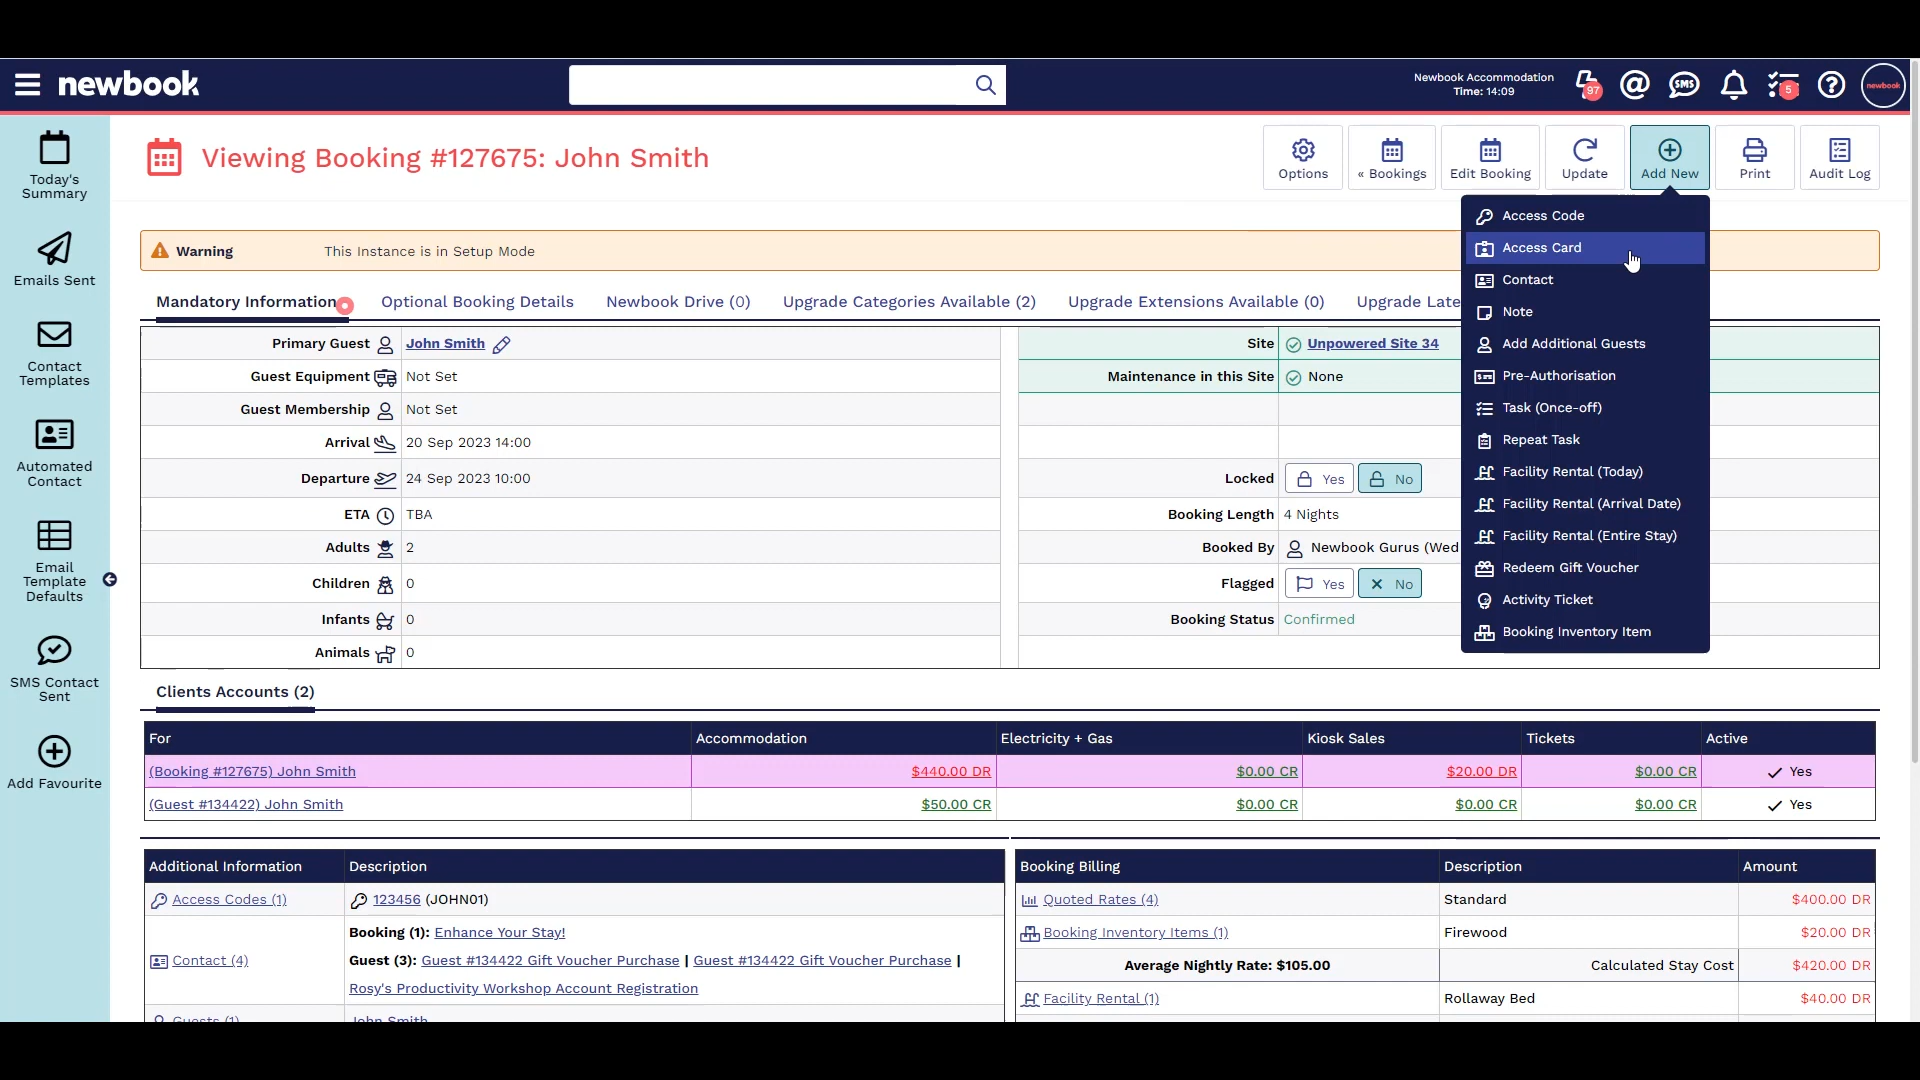 newbook
Newbook Accommodation
Time: 14:09
97
SMS
5
newbook
Today's
Summary
Emails Sent
Contact
Templates
Automated
Contact
Email
Template
Defaults
SMS Contact
Sent
Add Favourite
Viewing Booking #127675: John Smith
Options
« Bookings
Edit Booking
Update
Add New
Print
Audit Log
Access Code
Access Card
Contact
Note
Add Additional Guests
Pre-Authorisation
Task (Once-off)
Repeat Task
Facility Rental (Today)
Facility Rental (Arrival Date)
Facility Rental (Entire Stay)
Redeem Gift Voucher
Activity Ticket
Booking Inventory Item
Warning This Instance is in Setup Mode
Mandatory Information Optional Booking Details Newbook Drive (0) Upgrade Categories Available (2) Upgrade Extensions Available (0) Upgrade Late
Primary Guest John Smith
Guest Equipment Not Set
Guest Membership Not Set
Arrival 20 Sep 2023 14:00
Departure 24 Sep 2023 10:00
ETA TBA
Adults 2
Children 0
Infants 0
Animals 0
Site Unpowered Site 34
Maintenance in this Site None
Locked Yes No
Booking Length 4 Nights
Booked By Newbook Gurus (Wed
Flagged Yes No
Booking Status Confirmed
Clients Accounts (2)
For Accommodation Electricity + Gas Kiosk Sales Tickets Active
(Booking #127675) John Smith $440.00 DR $0.00 CR $20.00 DR $0.00 CR Yes
(Guest #134422) John Smith $50.00 CR $0.00 CR $0.00 CR $0.00 CR Yes
Additional Information Description
Access Codes (1) 123456 (JOHN01)
Contact (4)
Booking (1): Enhance Your Stay!
Guest (3): Guest #134422 Gift Voucher Purchase | Guest #134422 Gift Voucher Purchase |
Rosy's Productivity Workshop Account Registration
Guests (1) John Smith
Booking Billing Description Amount
Quoted Rates (4) Standard $400.00 DR
Booking Inventory Items (1) Firewood $20.00 DR
Average Nightly Rate: $105.00 Calculated Stay Cost $420.00 DR
Facility Rental (1) Rollaway Bed $40.00 DR